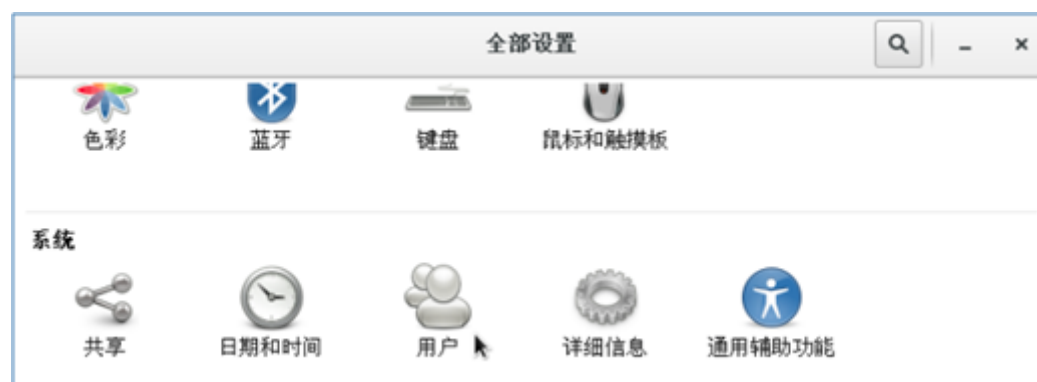 全部设置
色彩 蓝牙 键盘 鼠标和触摸板
系统
共享 日期和时间 用户 详细信息 通用辅助功能